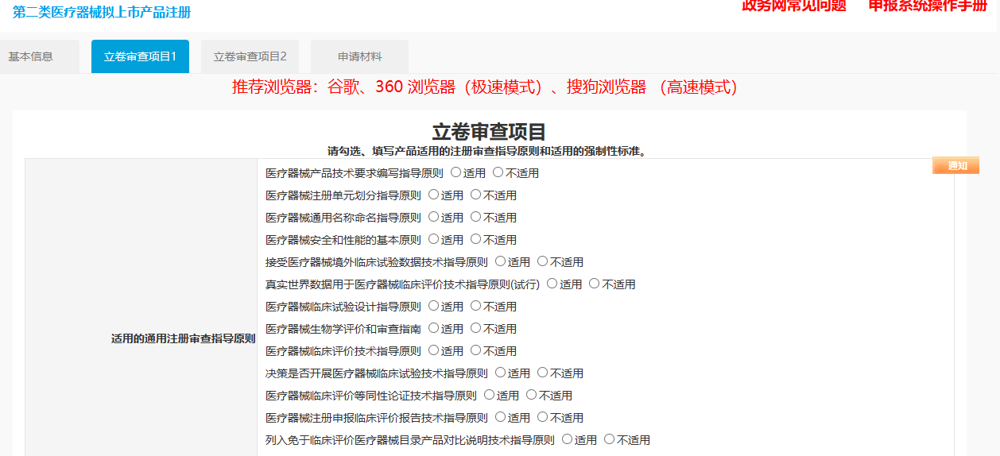 第二类医疗器械拟上市产品注册
政务网常见问题 申报系统操作手册
基本信息 立卷审查项目1 立卷审查项目2 申请材料
推荐浏览器：谷歌、360 浏览器（极速模式）、搜狗浏览器 （高速模式）
立卷审查项目
请勾选、填写产品适用的注册审查指导原则和适用的强制性标准。
通知
适用的通用注册审查指导原则
医疗器械产品技术要求编写指导原则 适用 不适用
医疗器械注册单元划分指导原则 适用 不适用
医疗器械通用名称命名指导原则 适用 不适用
医疗器械安全和性能的基本原则 适用 不适用
接受医疗器械境外临床试验数据技术指导原则 适用 不适用
真实世界数据用于医疗器械临床评价技术指导原则(试行) 适用 不适用
医疗器械临床试验设计指导原则 适用 不适用
医疗器械生物学评价和审查指南 适用 不适用
医疗器械临床评价技术指导原则 适用 不适用
决策是否开展医疗器械临床试验技术指导原则 适用 不适用
医疗器械临床评价等同性论证技术指导原则 适用 不适用
医疗器械注册申报临床评价报告技术指导原则 适用 不适用
列入免于临床评价医疗器械目录产品对比说明技术指导原则 适用 不适用